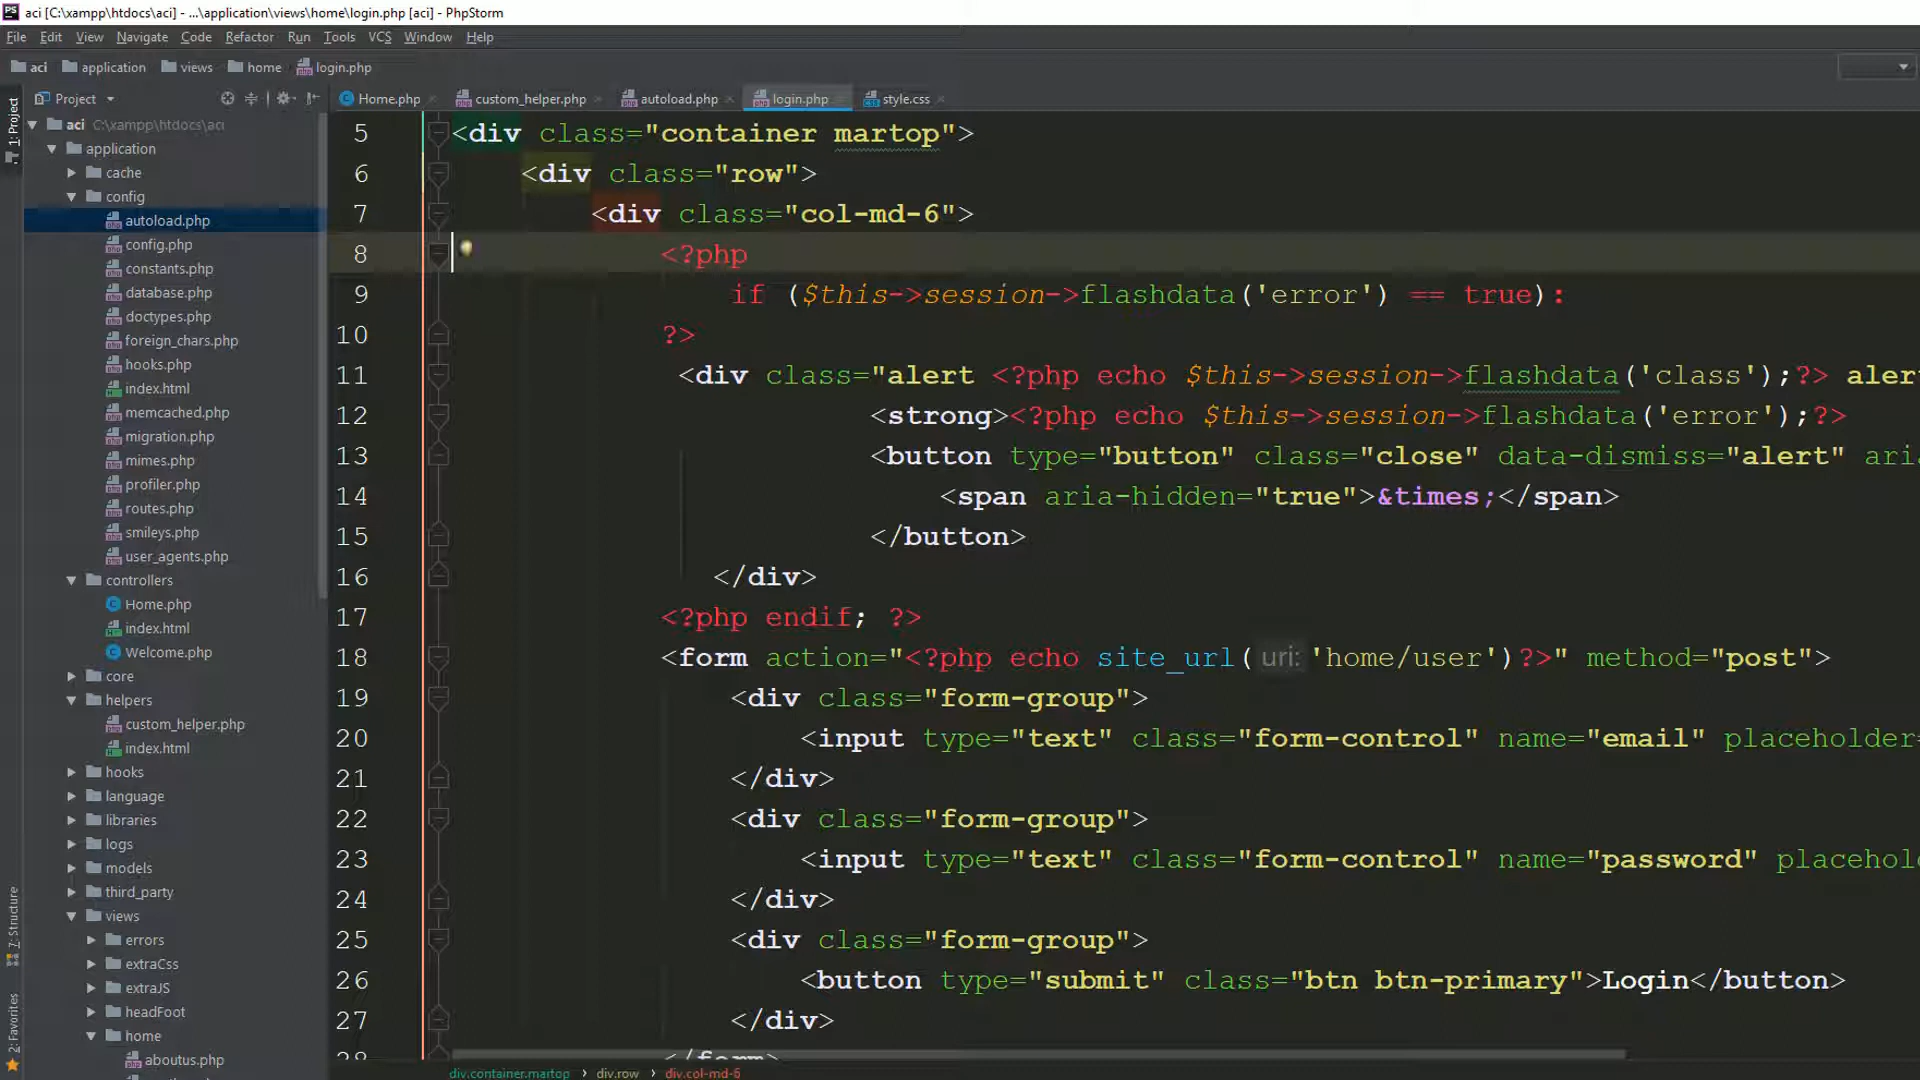 PS aci [C:\xampp\htdocs\aci] - ...\application\views\home\login.php [aci] - PhpStorm
File Edit View Navigate Code Refactor Run Tools VCS Window Help
aci application views home login.php
Project Home.php custom_helper.php autoload.php login.php style.css
1: Project
7: Structure
2: Favorites
aci C:\xampp\htdocs\aci
application
cache
config
autoload.php
config.php
constants.php
database.php
doctypes.php
foreign_chars.php
hooks.php
index.html
memcached.php
migration.php
mimes.php
profiler.php
routes.php
smileys.php
user_agents.php
controllers
Home.php
index.html
Welcome.php
core
helpers
custom_helper.php
index.html
hooks
language
libraries
logs
models
third_party
views
errors
extraCss
extraJS
headFoot
home
aboutus.php
5 <div class="container martop">
6 <div class="row">
7 <div class="col-md-6">
8 <?php
9 if ($this->session->flashdata('error') == true):
10 ?>
11 <div class="alert <?php echo $this->session->flashdata('class');?> aler
12 <strong><?php echo $this->session->flashdata('error');?>
13 <button type="button" class="close" data-dismiss="alert" aria
14 <span aria-hidden="true">&times;</span>
15 </button>
16 </div>
17 <?php endif; ?>
18 <form action="<?php echo site_url( uri: 'home/user')?>" method="post">
19 <div class="form-group">
20 <input type="text" class="form-control" name="email" placeholder=
21 </div>
22 <div class="form-group">
23 <input type="text" class="form-control" name="password" placehol
24 </div>
25 <div class="form-group">
26 <button type="submit" class="btn btn-primary">Login</button>
27 </div>
28 </form>
div.container.martop › div.row › div.col-md-6